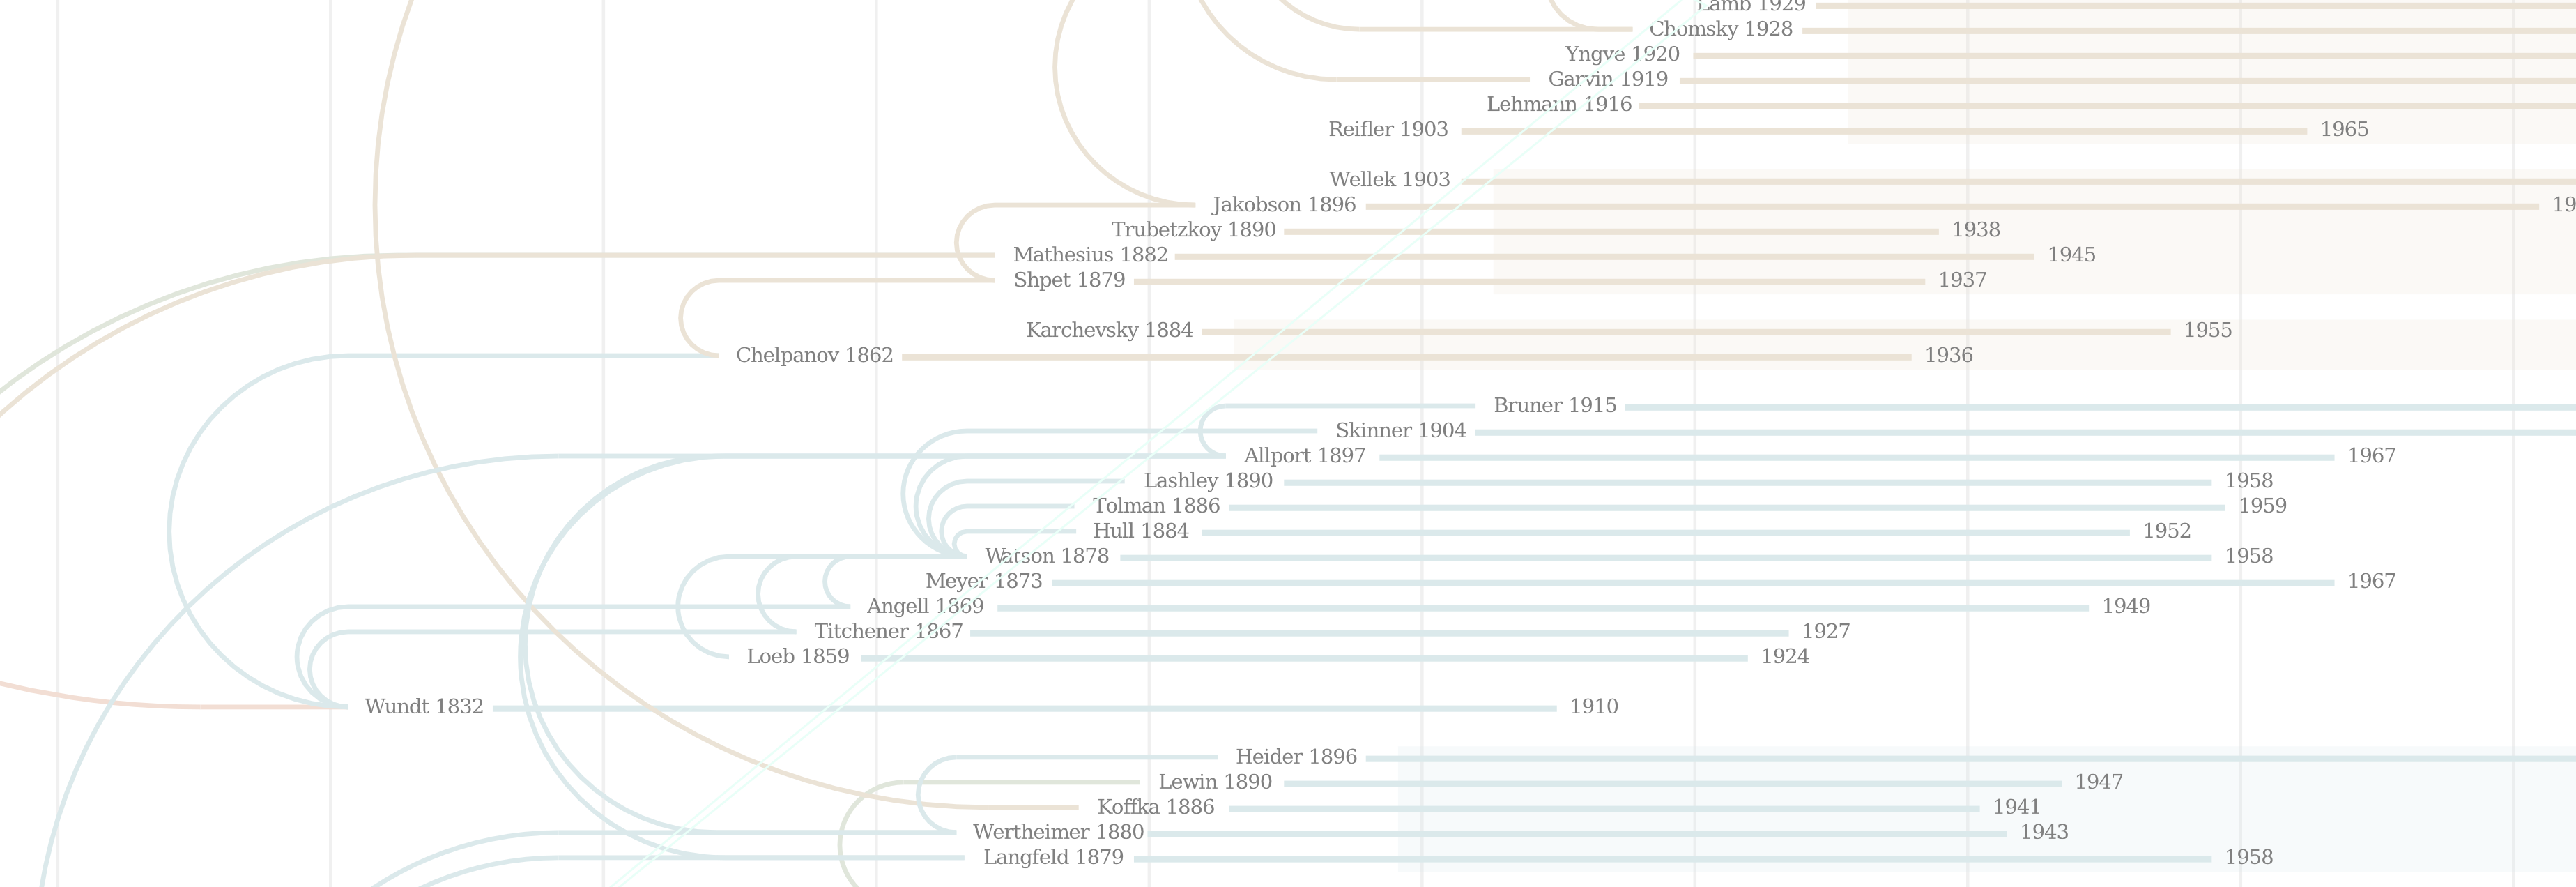 Lamb 1929
Chomsky 1928
Yngve 1920
Garvin 1919
Lehmann 1916
Reifler 1903 1965
Wellek 1903
Jakobson 1896 19
Trubetzkoy 1890 1938
Mathesius 1882 1945
Shpet 1879 1937
Karchevsky 1884 1955
Chelpanov 1862 1936
Bruner 1915
Skinner 1904
Allport 1897 1967
Lashley 1890 1958
Tolman 1886 1959
Hull 1884 1952
Watson 1878 1958
Meyer 1873 1967
Angell 1869 1949
Titchener 1867 1927
Loeb 1859 1924
Wundt 1832 1910
Heider 1896
Lewin 1890 1947
Koffka 1886 1941
Wertheimer 1880 1943
Langfeld 1879 1958